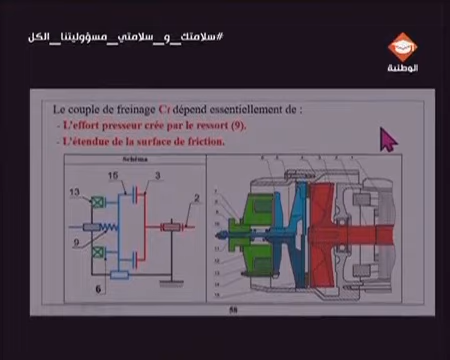 #سلامتك_و_سلامتي_مسؤوليتنا_الكل
الوطنية
Le couple de freinage Ct dépend essentiellement de :
- L'effort presseur crée par le ressort (9).
- L'étendue de la surface de friction.
Schéma
15
3
13
2
9
6
58